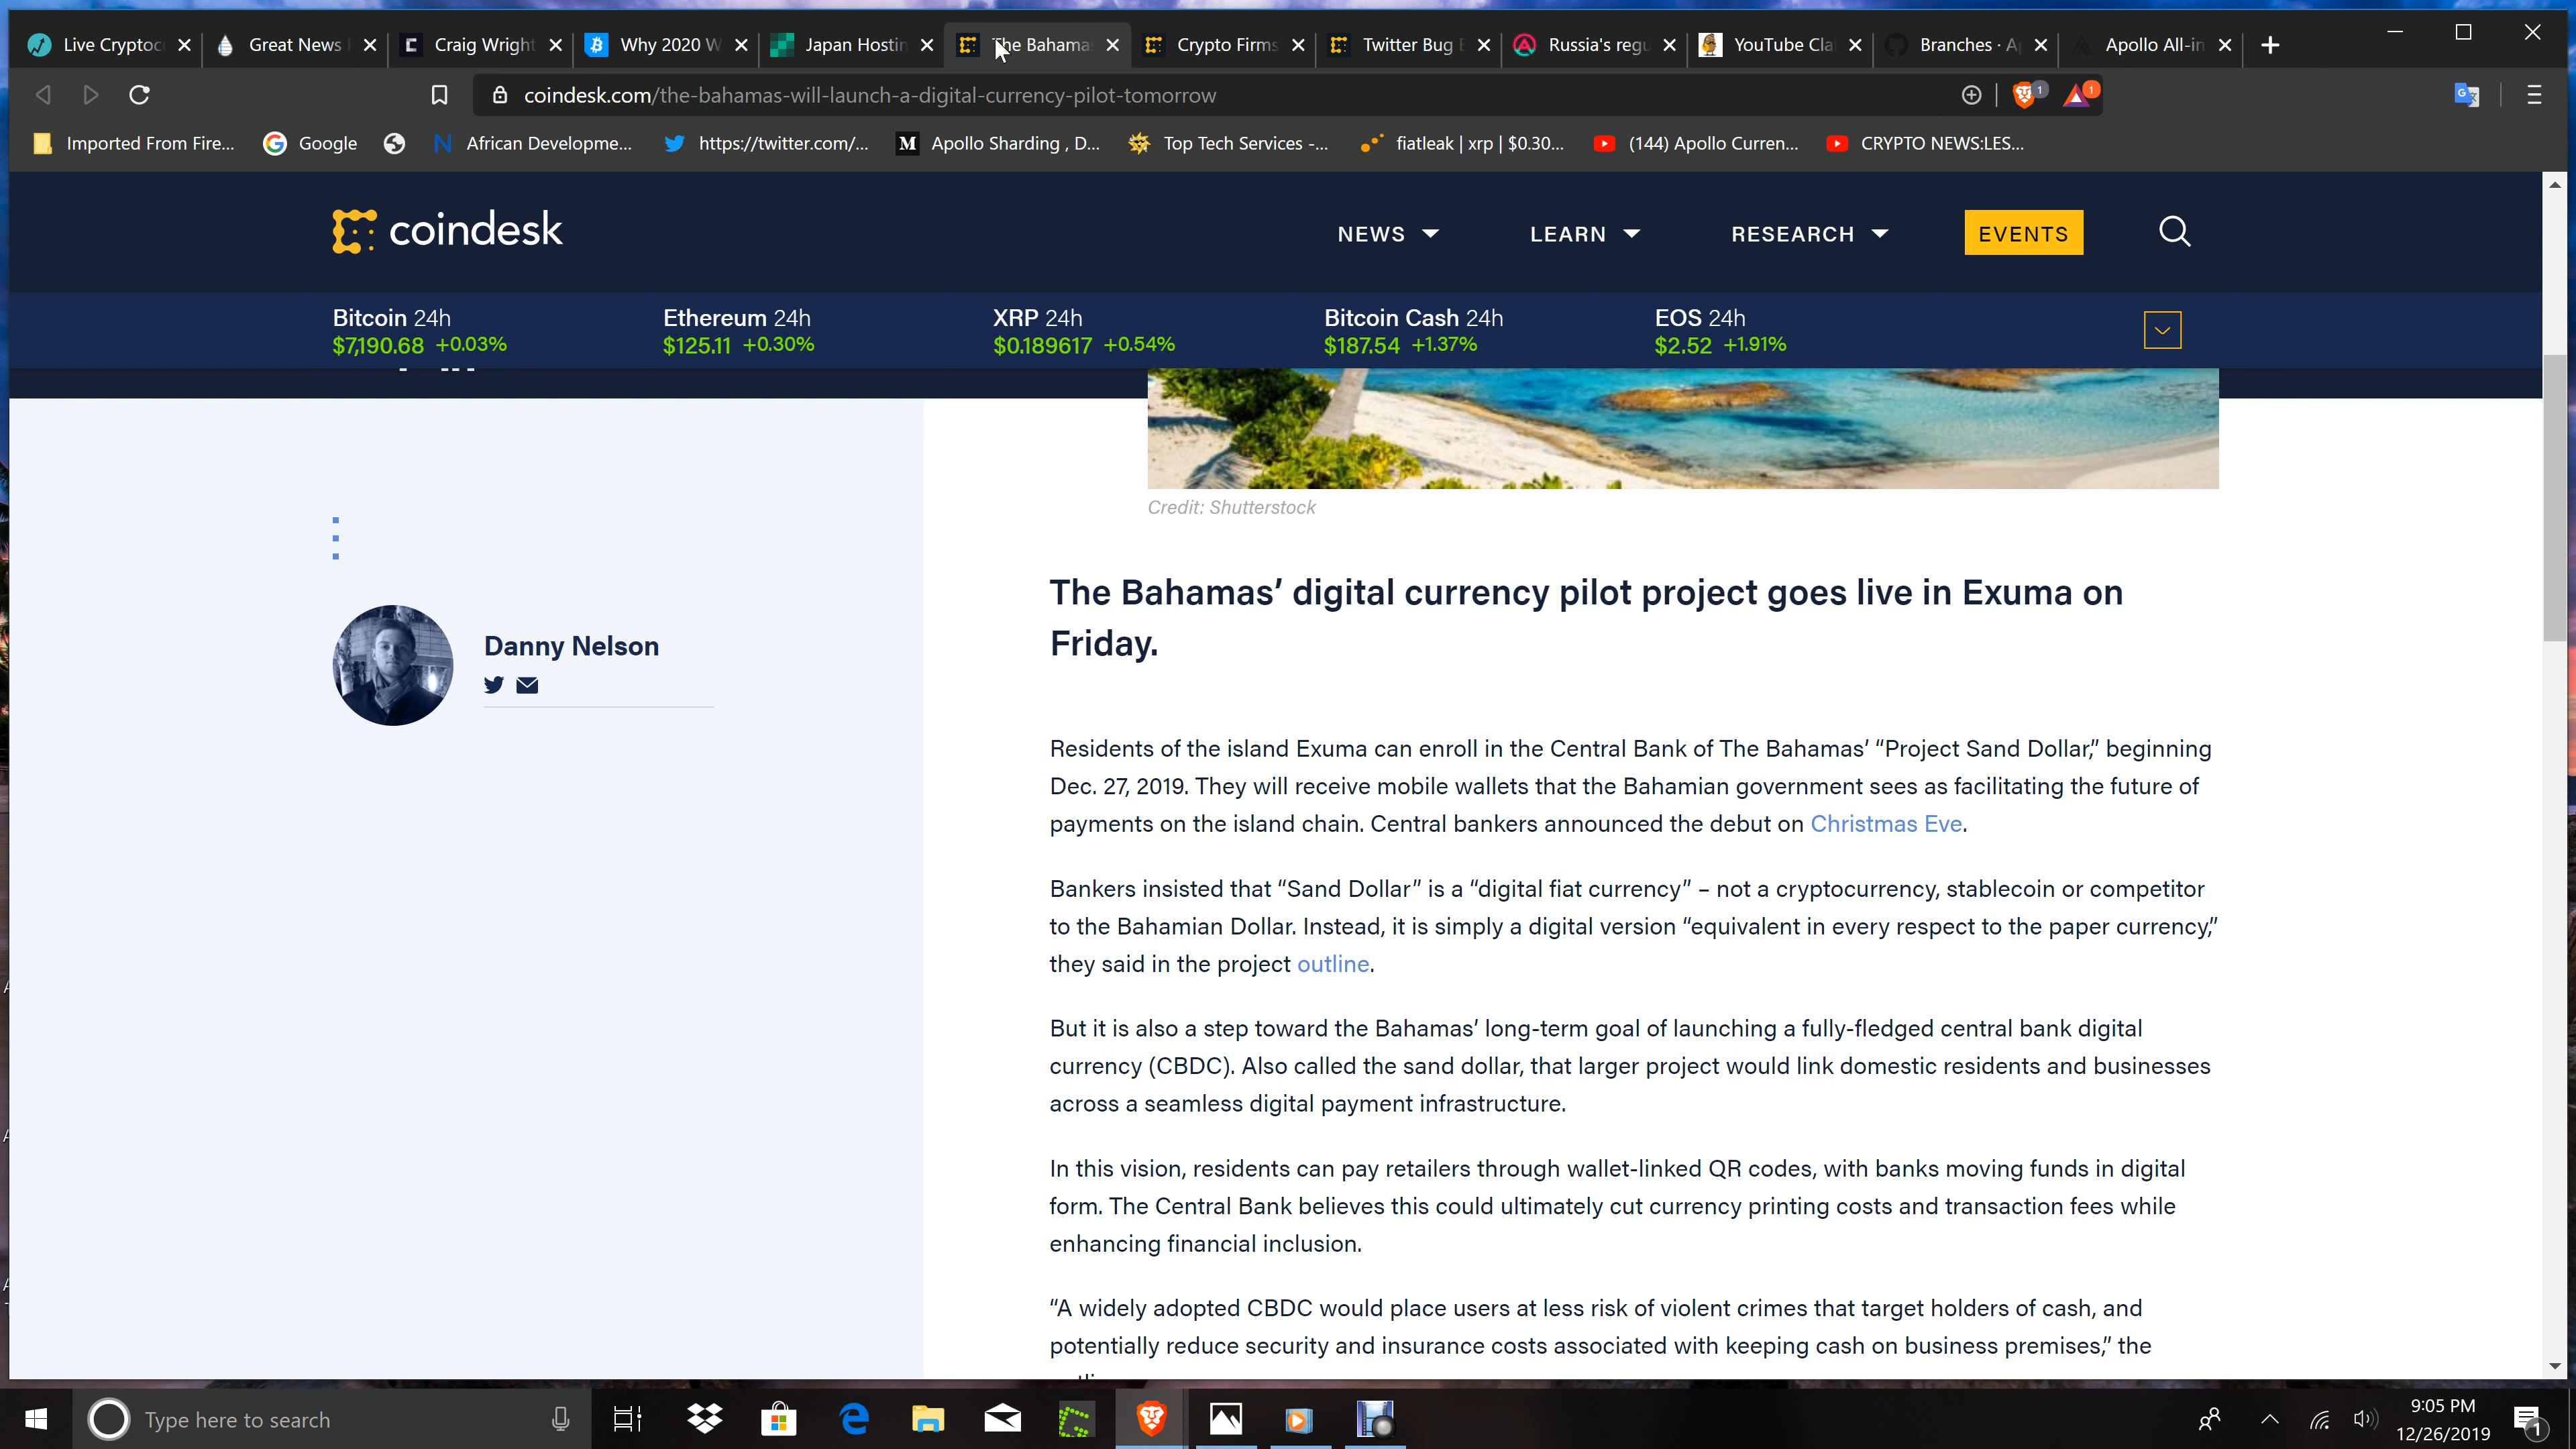 Live Cryptoc
Great News
Craig Wright
Why 2020 W
Japan Hostin
The Bahama
Crypto Firms
Twitter Bug E
Russia's regu
YouTube Cla
Branches · A
Apollo All-in
coindesk.com/the-bahamas-will-launch-a-digital-currency-pilot-tomorrow
1
1
Imported From Fire...
Google
African Developme...
https://twitter.com/...
Apollo Sharding , D...
Top Tech Services -...
fiatleak | xrp | $0.30...
(144) Apollo Curren...
CRYPTO NEWS:LES...
coindesk
NEWS
LEARN
RESEARCH
EVENTS
Bitcoin 24h
$7,190.68 +0.03%
Ethereum 24h
$125.11 +0.30%
XRP 24h
$0.189617 +0.54%
Bitcoin Cash 24h
$187.54 +1.37%
EOS 24h
$2.52 +1.91%
Credit: Shutterstock
Danny Nelson
The Bahamas’ digital currency pilot project goes live in Exuma on
Friday.
Residents of the island Exuma can enroll in the Central Bank of The Bahamas’ “Project Sand Dollar,” beginning
Dec. 27, 2019. They will receive mobile wallets that the Bahamian government sees as facilitating the future of
payments on the island chain. Central bankers announced the debut on Christmas Eve.
Bankers insisted that “Sand Dollar” is a “digital fiat currency” – not a cryptocurrency, stablecoin or competitor
to the Bahamian Dollar. Instead, it is simply a digital version “equivalent in every respect to the paper currency,”
they said in the project outline.
But it is also a step toward the Bahamas’ long-term goal of launching a fully-fledged central bank digital
currency (CBDC). Also called the sand dollar, that larger project would link domestic residents and businesses
across a seamless digital payment infrastructure.
In this vision, residents can pay retailers through wallet-linked QR codes, with banks moving funds in digital
form. The Central Bank believes this could ultimately cut currency printing costs and transaction fees while
enhancing financial inclusion.
“A widely adopted CBDC would place users at less risk of violent crimes that target holders of cash, and
potentially reduce security and insurance costs associated with keeping cash on business premises,” the
Type here to search
9:05 PM
12/26/2019
1